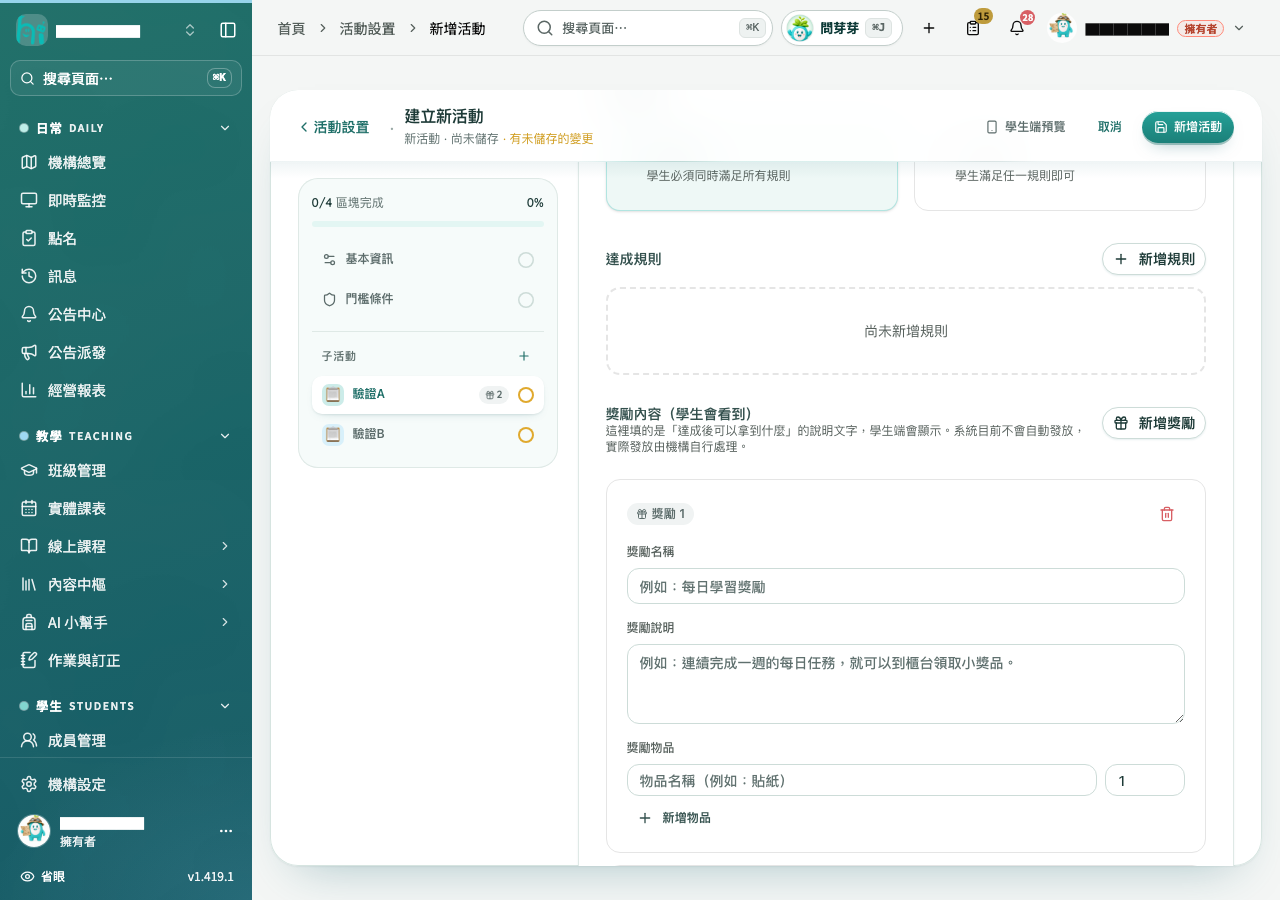 搜尋頁面⋯
⌘K
日常 DAILY
機構總覽
即時監控
點名
訊息
公告中心
公告派發
經營報表
教學 TEACHING
班級管理
實體課表
線上課程
內容中樞
AI 小幫手
作業與訂正
學生 STUDENTS
成員管理
機構設定
擁有者
省眼
v1.419.1
首頁
活動設置
新增活動
搜尋頁面⋯
⌘K
問芽芽
⌘J
15
28
擁有者
活動設置
·
建立新活動
新活動 · 尚未儲存 · 有未儲存的變更
學生端預覽
取消
新增活動
0/4 區塊完成
0%
基本資訊
門檻條件
子活動
驗證A
2
驗證B
學生必須同時滿足所有規則
學生滿足任一規則即可
達成規則
新增規則
尚未新增規則
獎勵內容（學生會看到）
這裡填的是「達成後可以拿到什麼」的說明文字，學生端會顯示。系統目前不會自動發放，
實際發放由機構自行處理。
新增獎勵
獎勵 1
獎勵名稱
例如：每日學習獎勵
獎勵說明
例如：連續完成一週的每日任務，就可以到櫃台領取小獎品。
獎勵物品
物品名稱（例如：貼紙）
1
新增物品